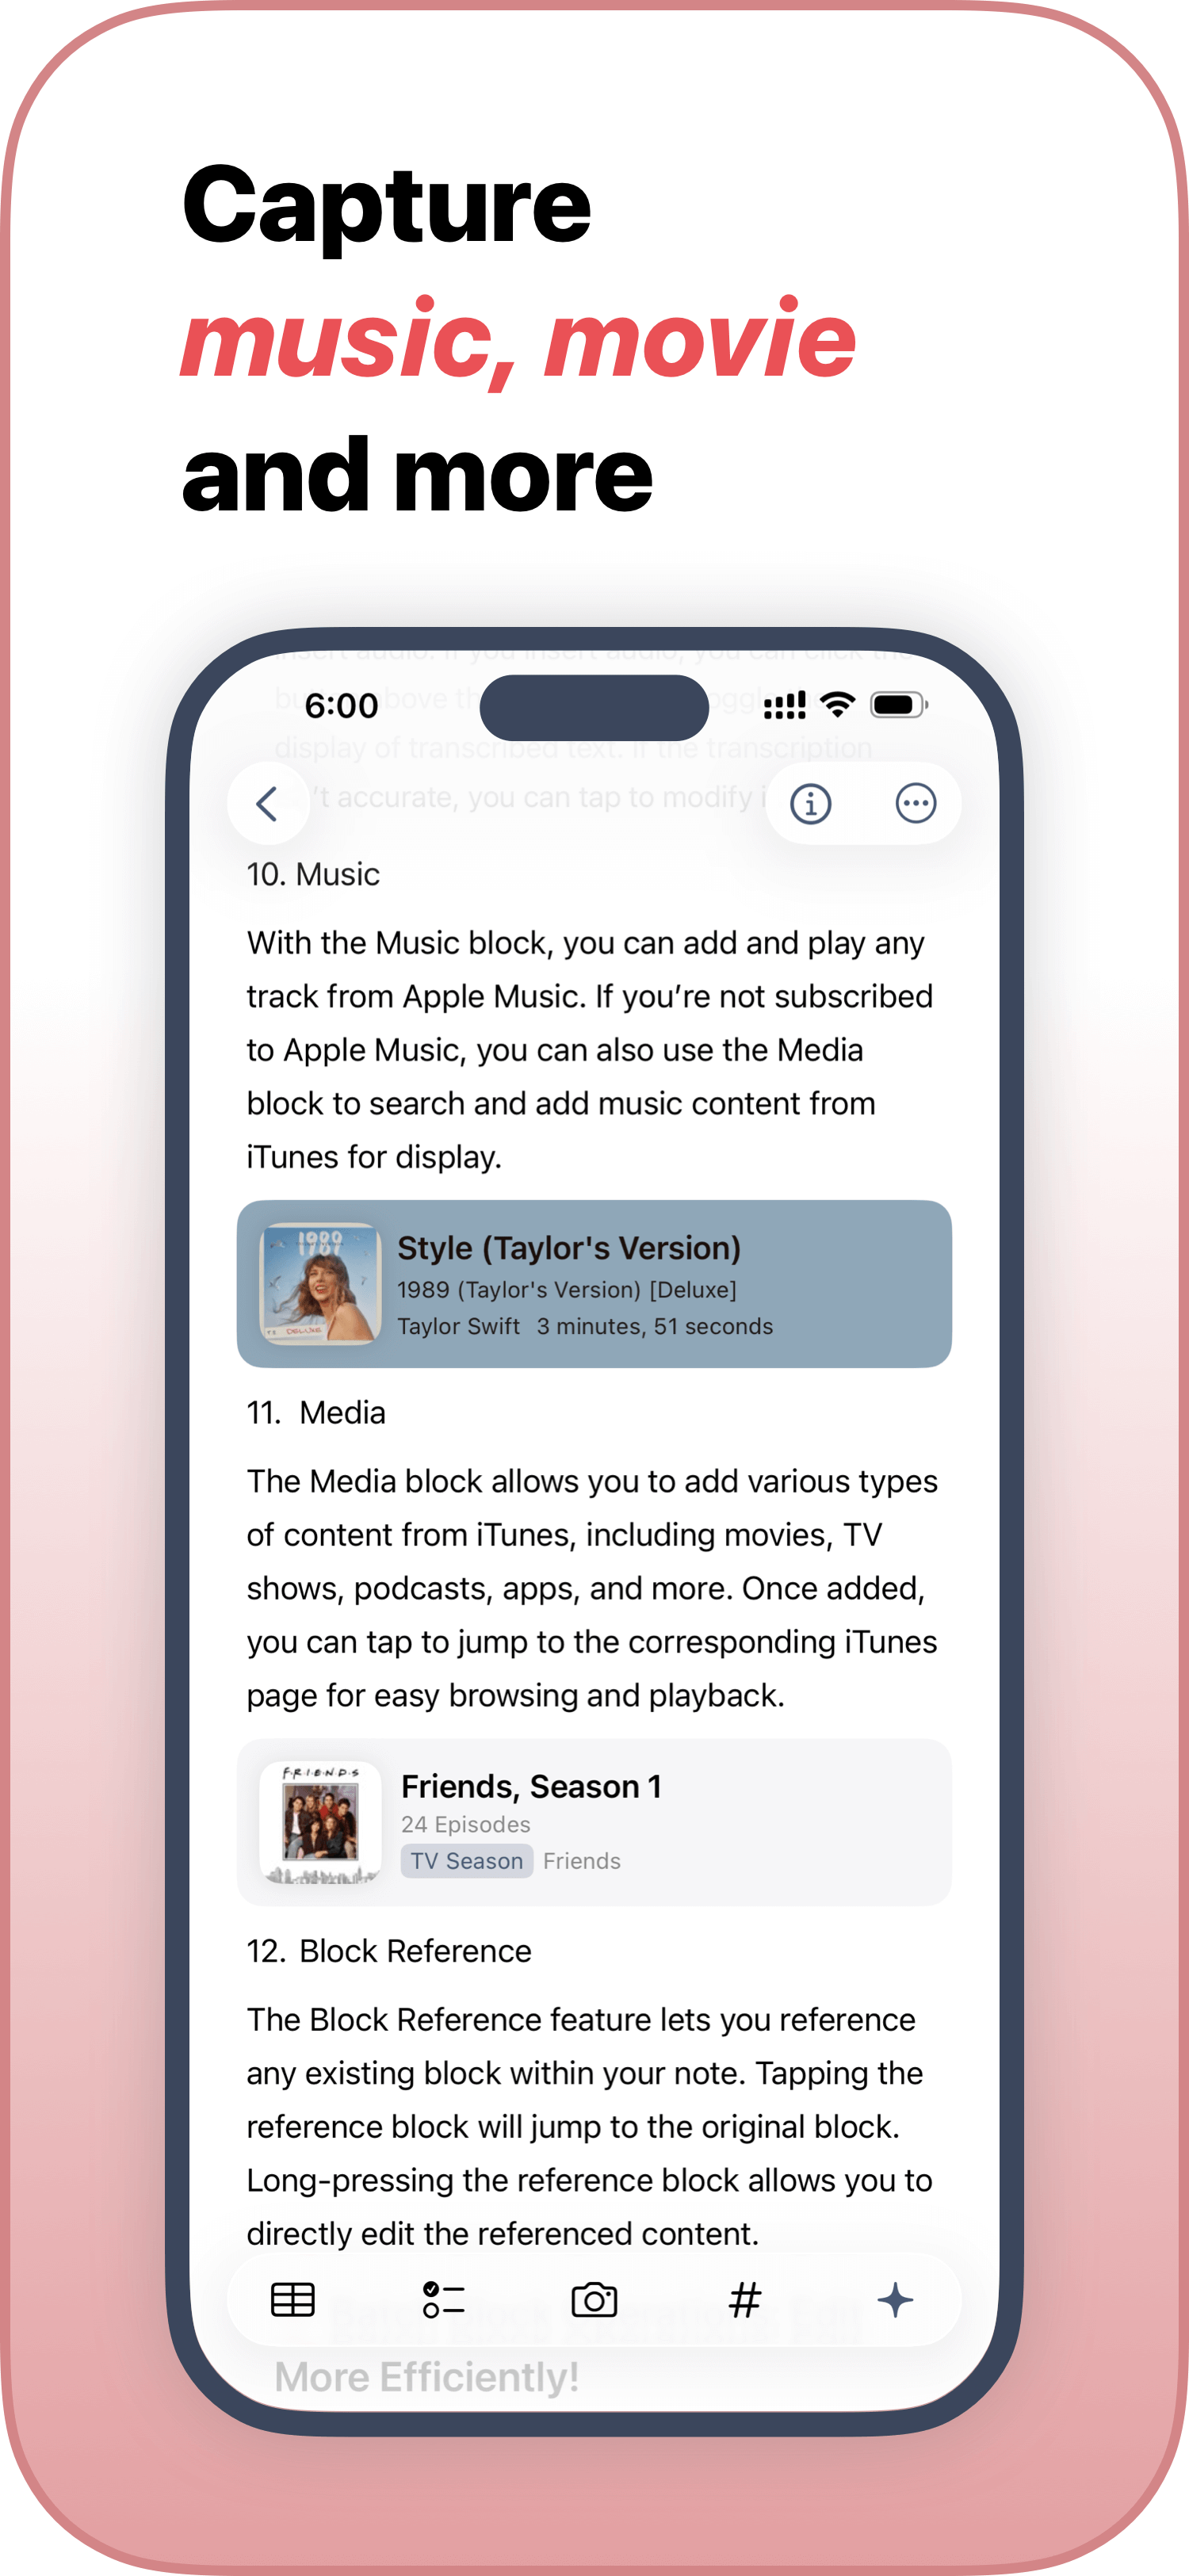 Capture
music, movie
and more
insert audio. If you insert audio, you can click the
6:00
display of transcribed text. If the transcription
't accurate, you can tap to modify
10. Music
With the Music block, you can add and play any
track from Apple Music. If you’re not subscribed
to Apple Music, you can also use the Media
block to search and add music content from
iTunes for display.
1989
DELUXE
Style (Taylor's Version)
1989 (Taylor's Version) [Deluxe]
Taylor Swift 3 minutes, 51 seconds
11. Media
The Media block allows you to add various types
of content from iTunes, including movies, TV
shows, podcasts, apps, and more. Once added,
you can tap to jump to the corresponding iTunes
page for easy browsing and playback.
F·R·I·E·N·D·S
Friends, Season 1
24 Episodes
TV Season Friends
12. Block Reference
The Block Reference feature lets you reference
any existing block within your note. Tapping the
reference block will jump to the original block.
Long-pressing the reference block allows you to
directly edit the referenced content.
#
More Efficiently!